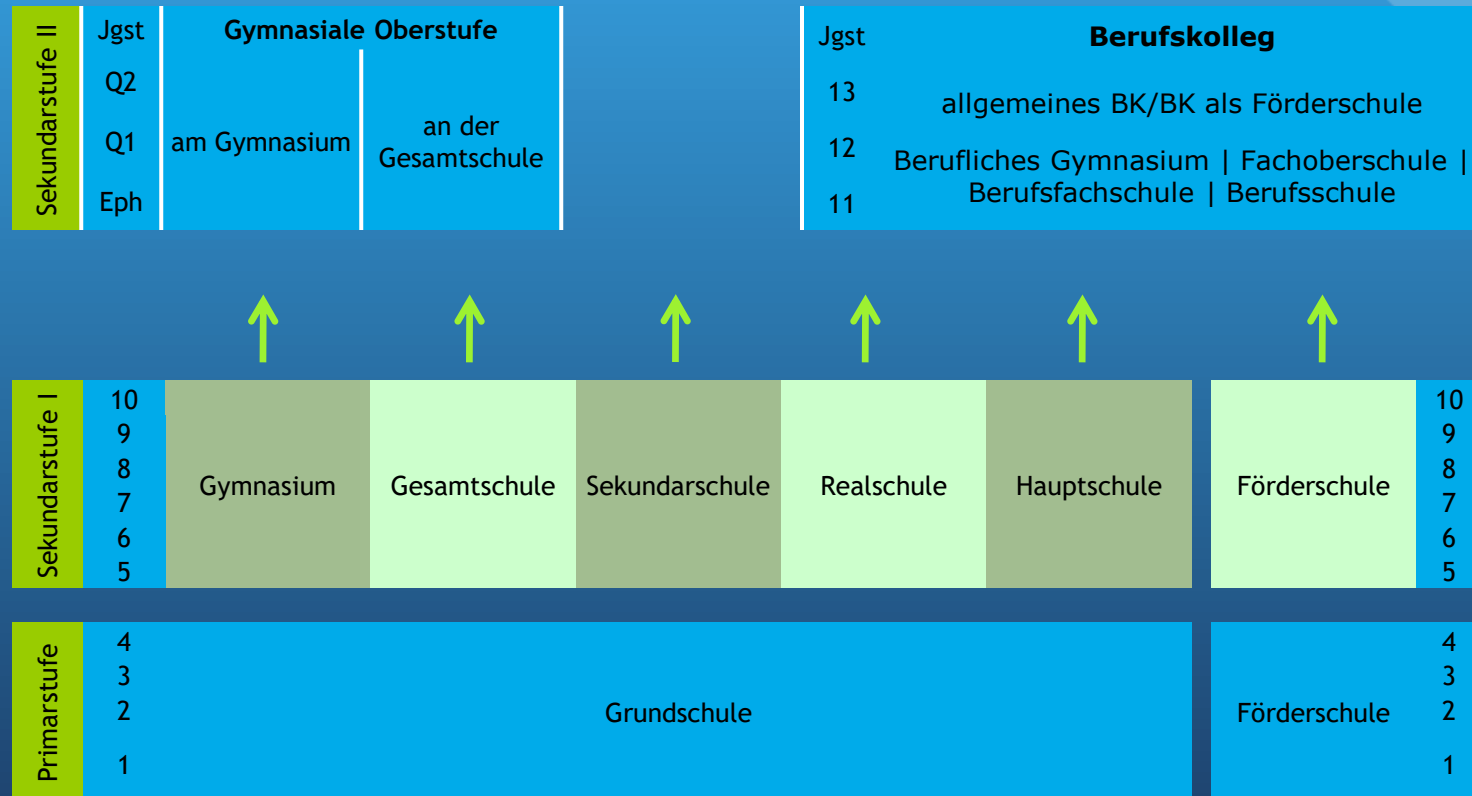 Sekundarstufe II
Jgst
Gymnasiale Oberstufe
Q2
Q1
Eph
am Gymnasium
an der
Gesamtschule
Jgst
Berufskolleg
13
12
11
allgemeines BK/BK als Förderschule
Berufliches Gymnasium | Fachoberschule |
Berufsfachschule | Berufsschule
Sekundarstufe I
10
9
8
7
6
5
Gymnasium
Gesamtschule
Sekundarschule
Realschule
Hauptschule
Förderschule
10
9
8
7
6
5
Primarstufe
4
3
2
1
Grundschule
Förderschule
4
3
2
1